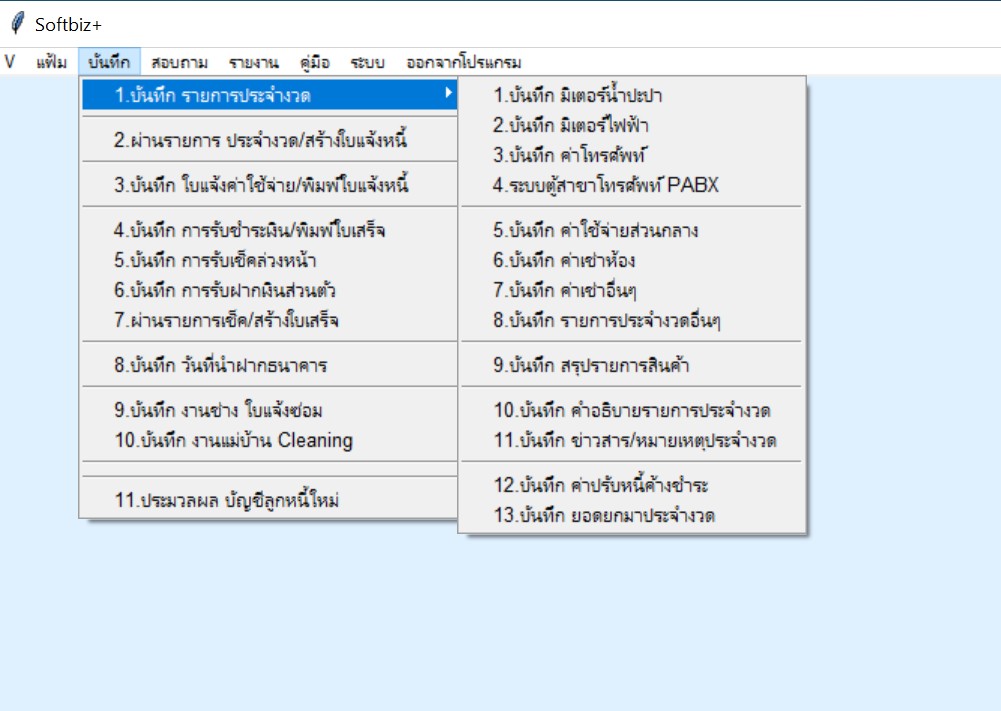 Softbiz+
V แฟ้ม บันทึก สอบถาม รายงาน คู่มือ ระบบ ออกจากโปรแกรม
1.บันทึก รายการประจำงวด
2.ผ่านรายการ ประจำงวด/สร้างใบแจ้งหนี้
3.บันทึก ใบแจ้งค่าใช้จ่าย/พิมพ์ใบแจ้งหนี้
4.บันทึก การรับชำระเงิน/พิมพ์ใบเสร็จ
5.บันทึก การรับเช็คล่วงหน้า
6.บันทึก การรับฝากเงินส่วนตัว
7.ผ่านรายการเช็ค/สร้างใบเสร็จ
8.บันทึก วันที่นำฝากธนาคาร
9.บันทึก งานช่าง ใบแจ้งซ่อม
10.บันทึก งานแม่บ้าน Cleaning
11.ประมวลผล บัญชีลูกหนี้ใหม่
1.บันทึก มิเตอร์น้ำปะปา
2.บันทึก มิเตอร์ไฟฟ้า
3.บันทึก ค่าโทรศัพท์
4.ระบบตู้สาขาโทรศัพท์ PABX
5.บันทึก ค่าใช้จ่ายส่วนกลาง
6.บันทึก ค่าเช่าห้อง
7.บันทึก ค่าเช่าอื่นๆ
8.บันทึก รายการประจำงวดอื่นๆ
9.บันทึก สรุปรายการสินค้า
10.บันทึก คำอธิบายรายการประจำงวด
11.บันทึก ข่าวสาร/หมายเหตุประจำงวด
12.บันทึก ค่าปรับหนี้ค้างชำระ
13.บันทึก ยอดยกมาประจำงวด